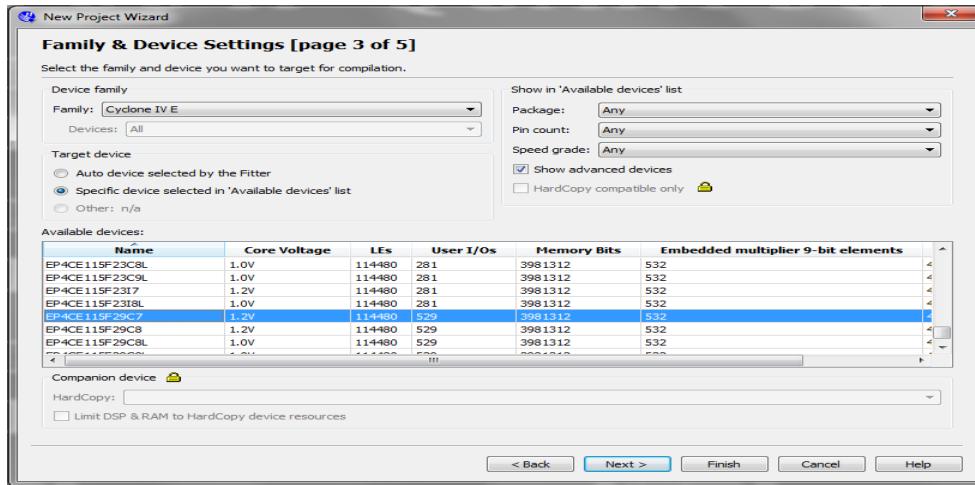 New Project Wizard
Family & Device Settings [page 3 of 5]
Select the family and device you want to target for compilation.
Device family
Family: Cyclone IV E
Devices: All
Target device
Auto device selected by the Fitter
Specific device selected in 'Available devices' list
Other: n/a
Show in 'Available devices' list
Package: Any
Pin count: Any
Speed grade: Any
Show advanced devices
HardCopy compatible only
Available devices:
Name Core Voltage LEs User I/Os Memory Bits Embedded multiplier 9-bit elements
EP4CE115F23C8L 1.0V 114480 281 3981312 532
EP4CE115F23C9L 1.0V 114480 281 3981312 532
EP4CE115F23I7 1.2V 114480 281 3981312 532
EP4CE115F23I8L 1.0V 114480 281 3981312 532
EP4CE115F29C7 1.2V 114480 529 3981312 532
EP4CE115F29C8 1.2V 114480 529 3981312 532
EP4CE115F29C8L 1.0V 114480 529 3981312 532
Companion device
HardCopy:
Limit DSP & RAM to HardCopy device resources
< Back Next > Finish Cancel Help